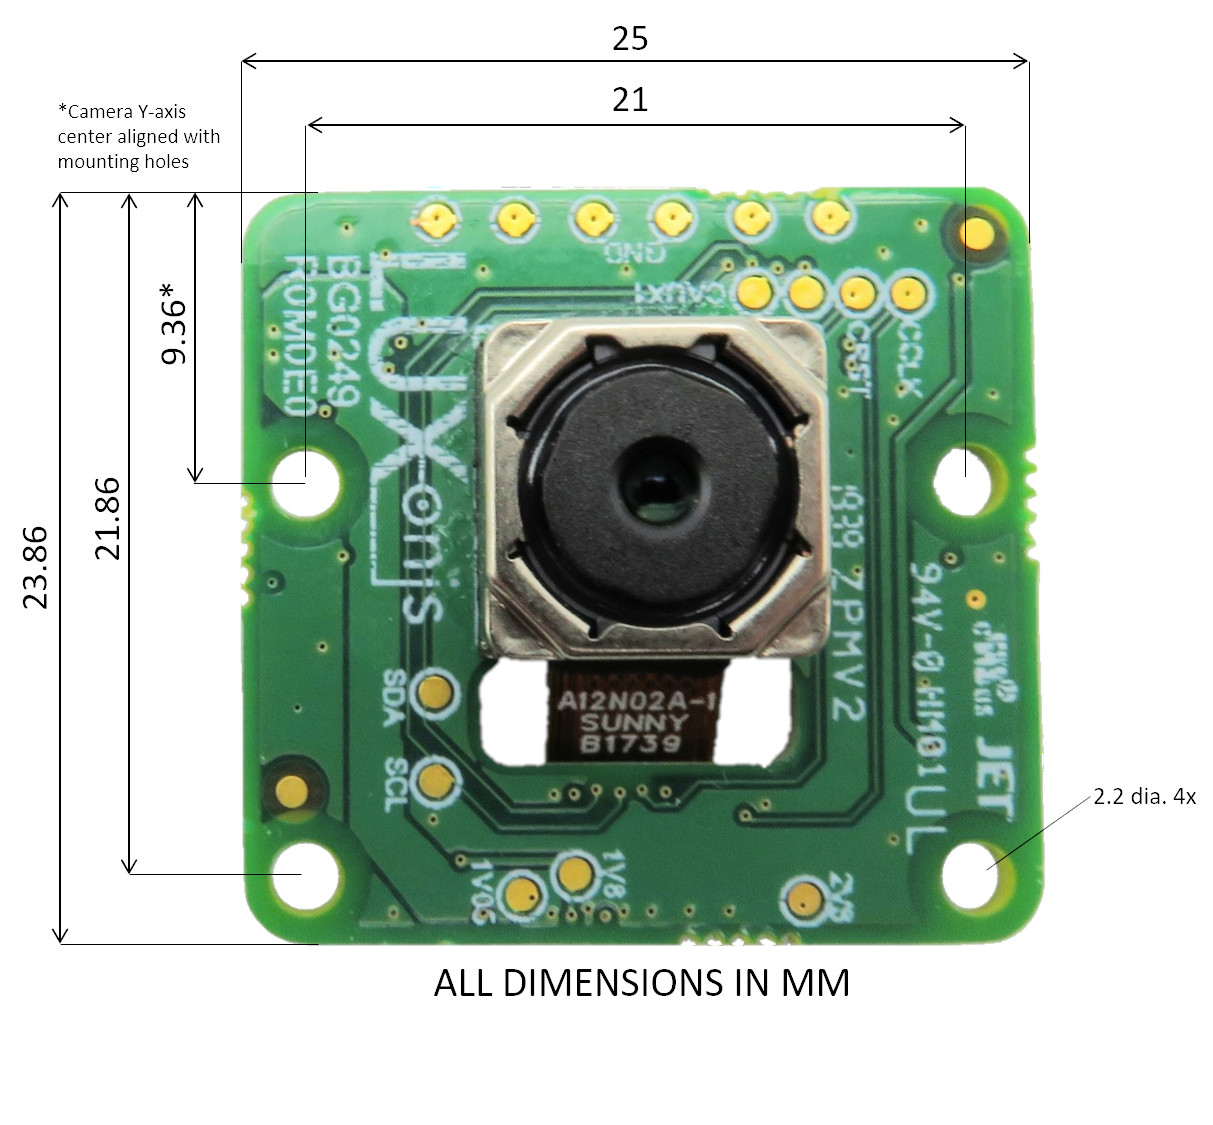 25
21
*Camera Y-axis
center aligned with
mounting holes
9.36*
21.86
23.86
GND
CAUX1
CRST
CCLK
R0M0E0
BG0249
LUXonis
ZPMV2
94V-0 HM01UL
JET
SDA
SCL
A12N02A-1
SUNNY
B1739
1V05
1V8
2V8
2.2 dia. 4x
ALL DIMENSIONS IN MM